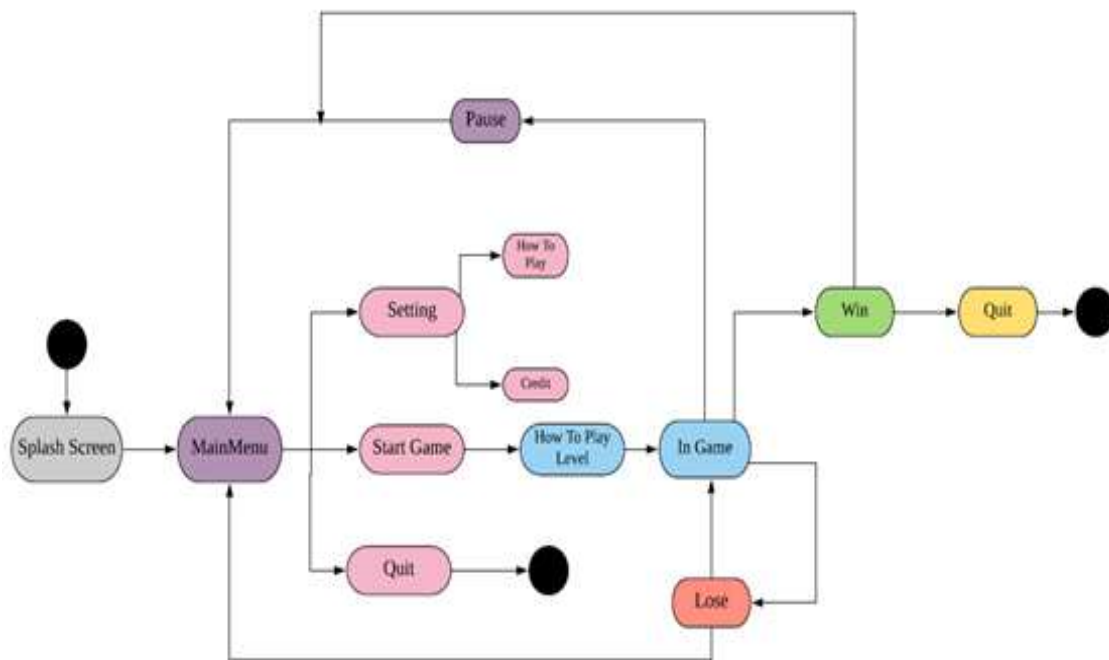 Pause
How To
Play
Setting
Win
Quit
Credit
Splash Screen
MainMenu
Start Game
How To Play
Level
In Game
Quit
Lose